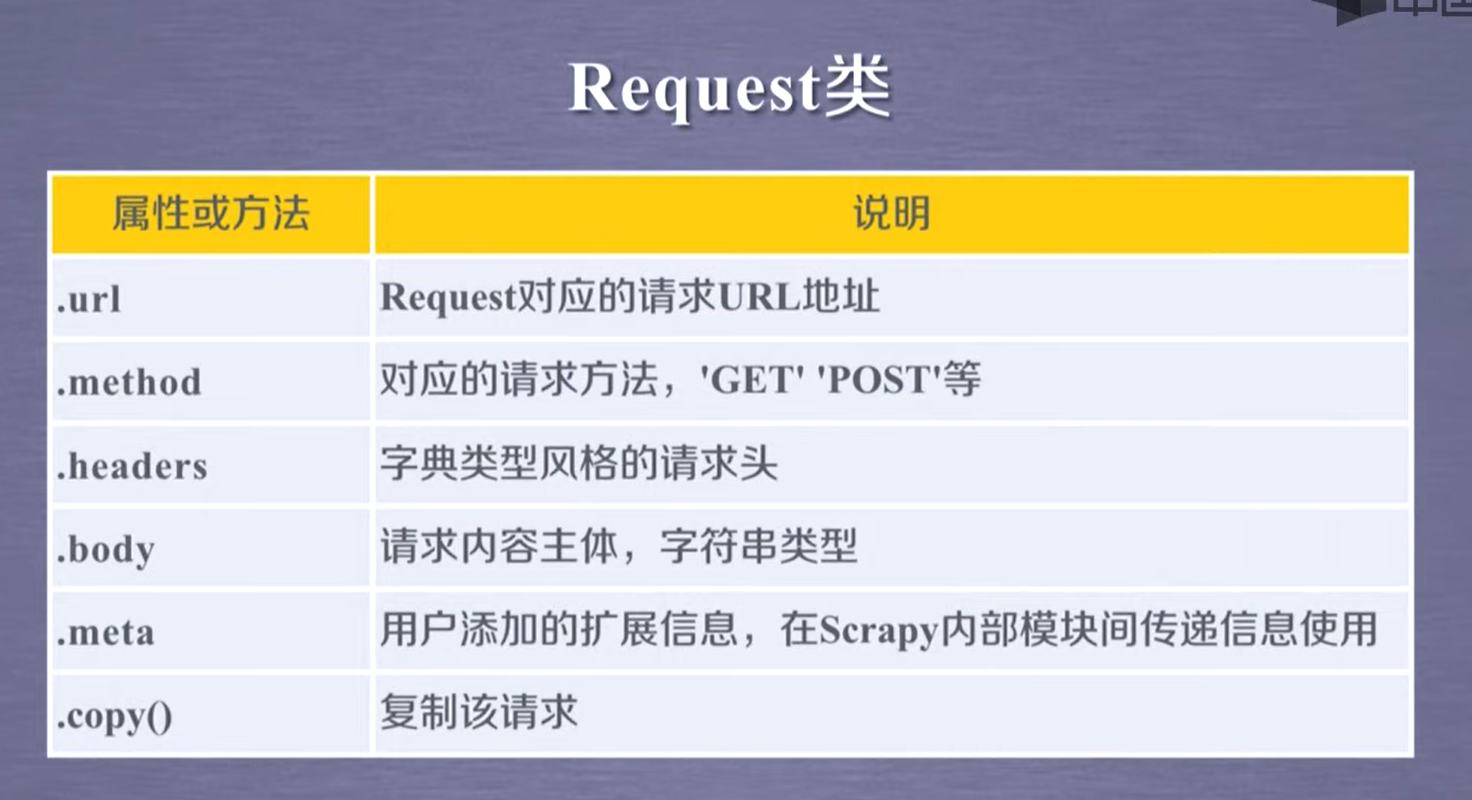 Request类
属性或方法 说明
.url Request对应的请求URL地址
.method 对应的请求方法，'GET' 'POST'等
.headers 字典类型风格的请求头
.body 请求内容主体，字符串类型
.meta 用户添加的扩展信息，在Scrapy内部模块间传递信息使用
.copy() 复制该请求